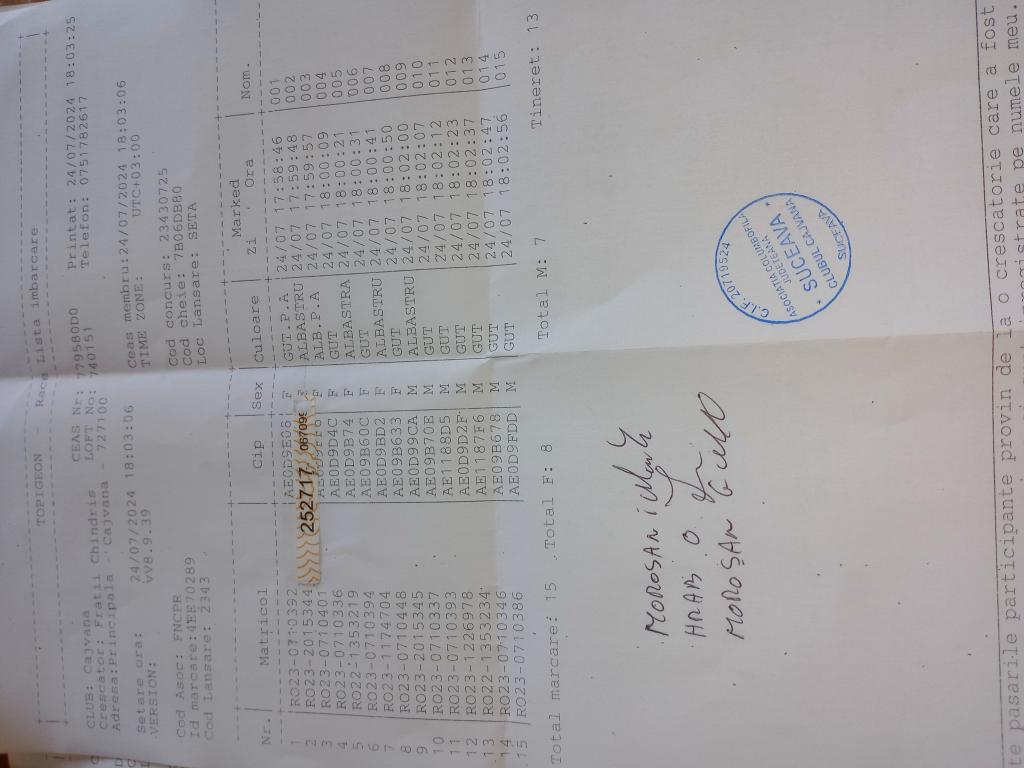 TOPIGEON - Race Lista imbarcare
CLUB: Cajvana CEAS Nr: 7795B0D0 Printat: 24/07/2024 18:03:25
Crescator: Fratii Chindris LOFT No: 740151 Telefon: 0751762617
Adresa:Principala - Cajvana - 727100
Setare ora: 24/07/2024 18:03:06 Ceas membru:24/07/2024 18:03:06
VERSION: vV8.9.39 TIME ZONE: UTC+03:00
Cod Asoc: FNCPR Cod concurs: 23430725
Id marcare:4EE70289 Cod cheie: 7B06DB80
Cod Lansare: 2343 Loc Lansare: SETA
Nr. Matricol Cip Sex Culoare Marked Zi Ora Nom.
1 RO23-0710392 AE0D9E06 F GUT.P.A 24/07 17:58:46 001
2 RO23-2015344 ALBASTRU 24/07 17:59:48 002
262717 067099
3 RO23-0710401 F ALB.P.A 24/07 17:59:57 003
4 RO23-0710336 AE0D9D4C F GUT 24/07 18:00:09 004
5 RO22-1353219 AE0D9B74 F ALBASTRA 24/07 18:00:21 005
6 RO23-0710394 AE09B60C F GUT 24/07 18:00:31 006
7 RO23-1174704 AE0D9BD2 F ALBASTRU 24/07 18:00:41 007
8 RO23-0710448 AE09B633 F GUT 24/07 18:00:50 008
9 RO23-2015345 AE0D99CA M ALBASTRU 24/07 18:02:00 009
10 RO23-0710337 AE09B70E M GUT 24/07 18:02:07 010
11 RO23-0710393 AE1188D5 M GUT 24/07 18:02:12 011
12 RO23-1226978 AE0D9D2F M GUT 24/07 18:02:23 012
13 RO22-1353234 AE1187F6 M GUT 24/07 18:02:37 013
14 RO23-0710346 AE09B678 M GUT 24/07 18:02:47 014
15 RO23-0710386 AE0D9FDD M GUT 24/07 18:02:56 015
Total marcare: 15 Total F: 8 Total M: 7 Tineret: 13
MOROSAN
HRAB O
MOROSAN
C.I.F. 20719524
ASOCIATIA COLUMBOFILA
JUDETEANA
SUCEAVA
CLUBUL CAJVANA
SUCEAVA
te pasarile participante provin de la o crescatorie care a fost
inregistrate pe numele meu.